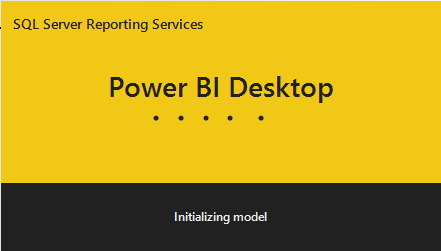 SQL Server Reporting Services
Power BI Desktop
Initializing model